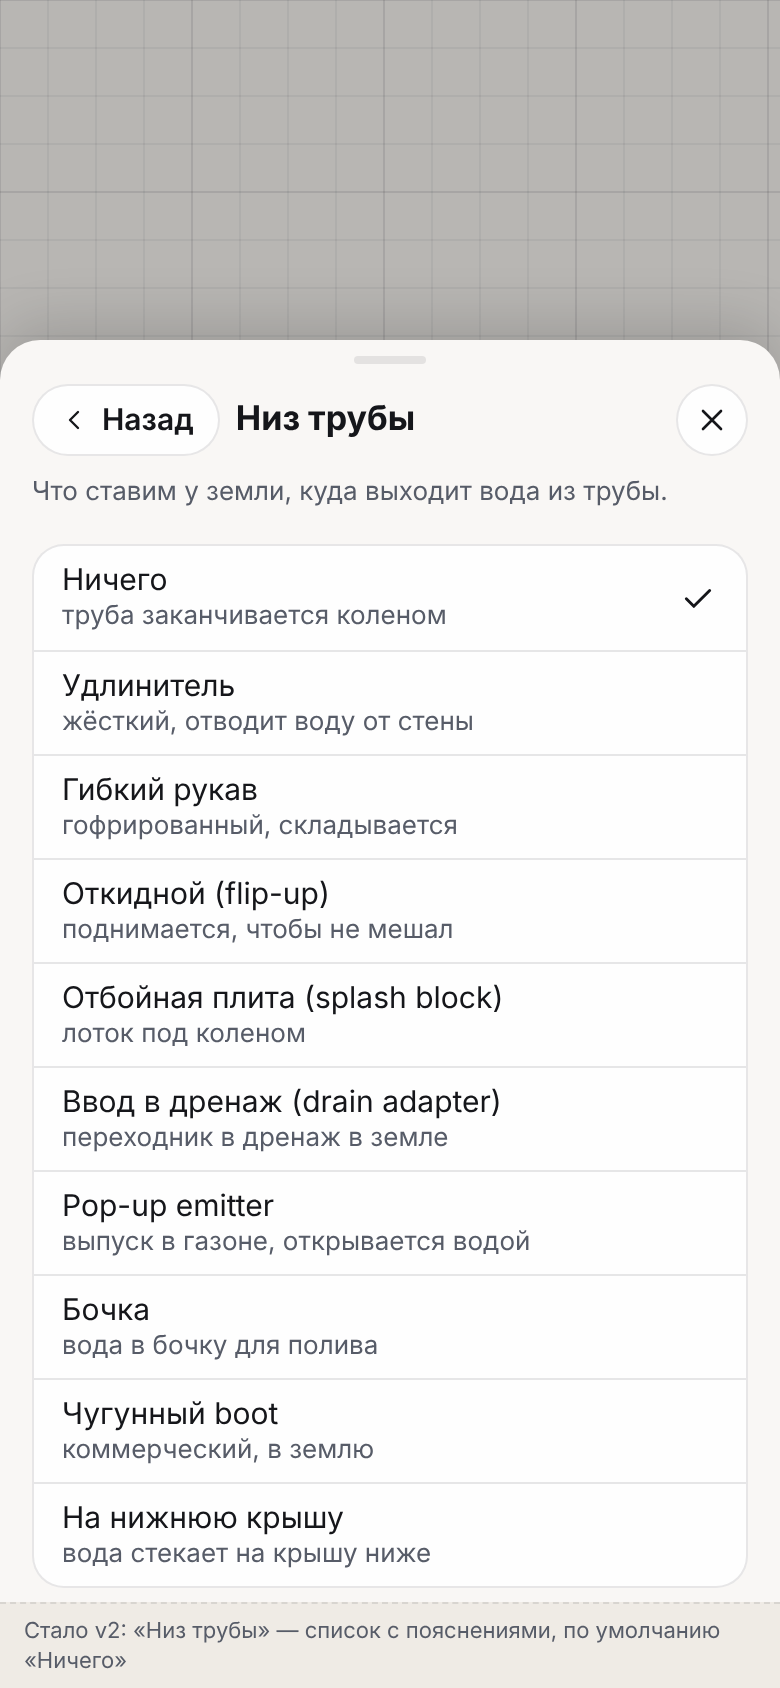 Назад
Низ трубы
Что ставим у земли, куда выходит вода из трубы.
Ничего
труба заканчивается коленом
Удлинитель
жёсткий, отводит воду от стены
Гибкий рукав
гофрированный, складывается
Откидной (flip-up)
поднимается, чтобы не мешал
Отбойная плита (splash block)
лоток под коленом
Ввод в дренаж (drain adapter)
переходник в дренаж в земле
Pop-up emitter
выпуск в газоне, открывается водой
Бочка
вода в бочку для полива
Чугунный boot
коммерческий, в землю
На нижнюю крышу
вода стекает на крышу ниже
Стало v2: «Низ трубы» — список с пояснениями, по умолчанию
«Ничего»